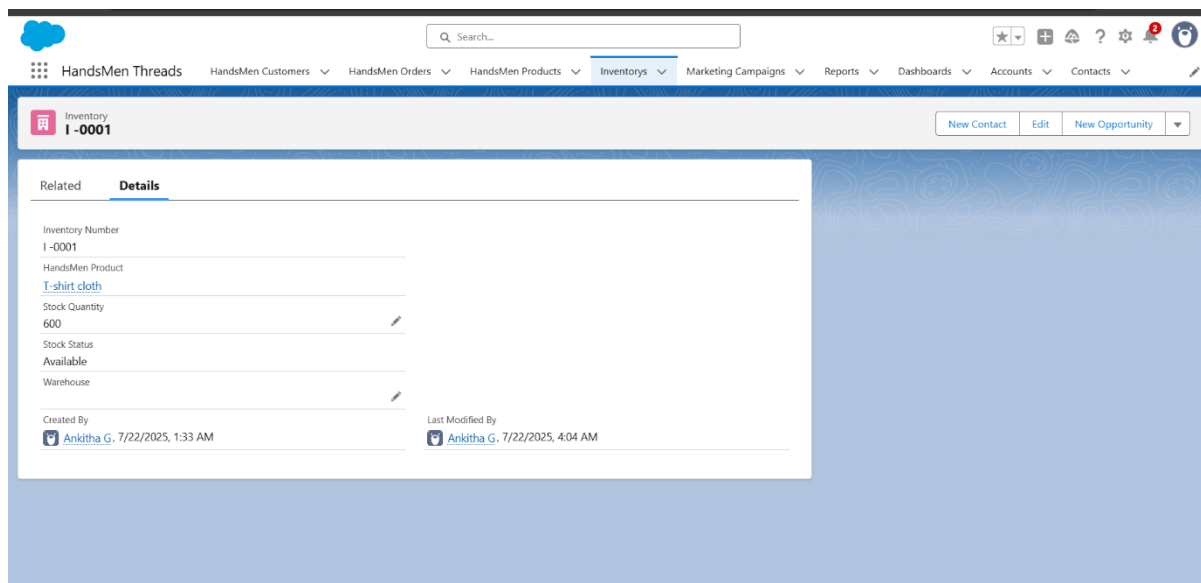 Search...
2
HandsMen Threads HandsMen Customers HandsMen Orders HandsMen Products Inventorys Marketing Campaigns Reports Dashboards Accounts Contacts
Inventory
I -0001
New Contact Edit New Opportunity
Related Details
Inventory Number
I -0001
HandsMen Product
T-shirt cloth
Stock Quantity
600
Stock Status
Available
Warehouse
Created By Last Modified By
Ankitha G, 7/22/2025, 1:33 AM Ankitha G, 7/22/2025, 4:04 AM